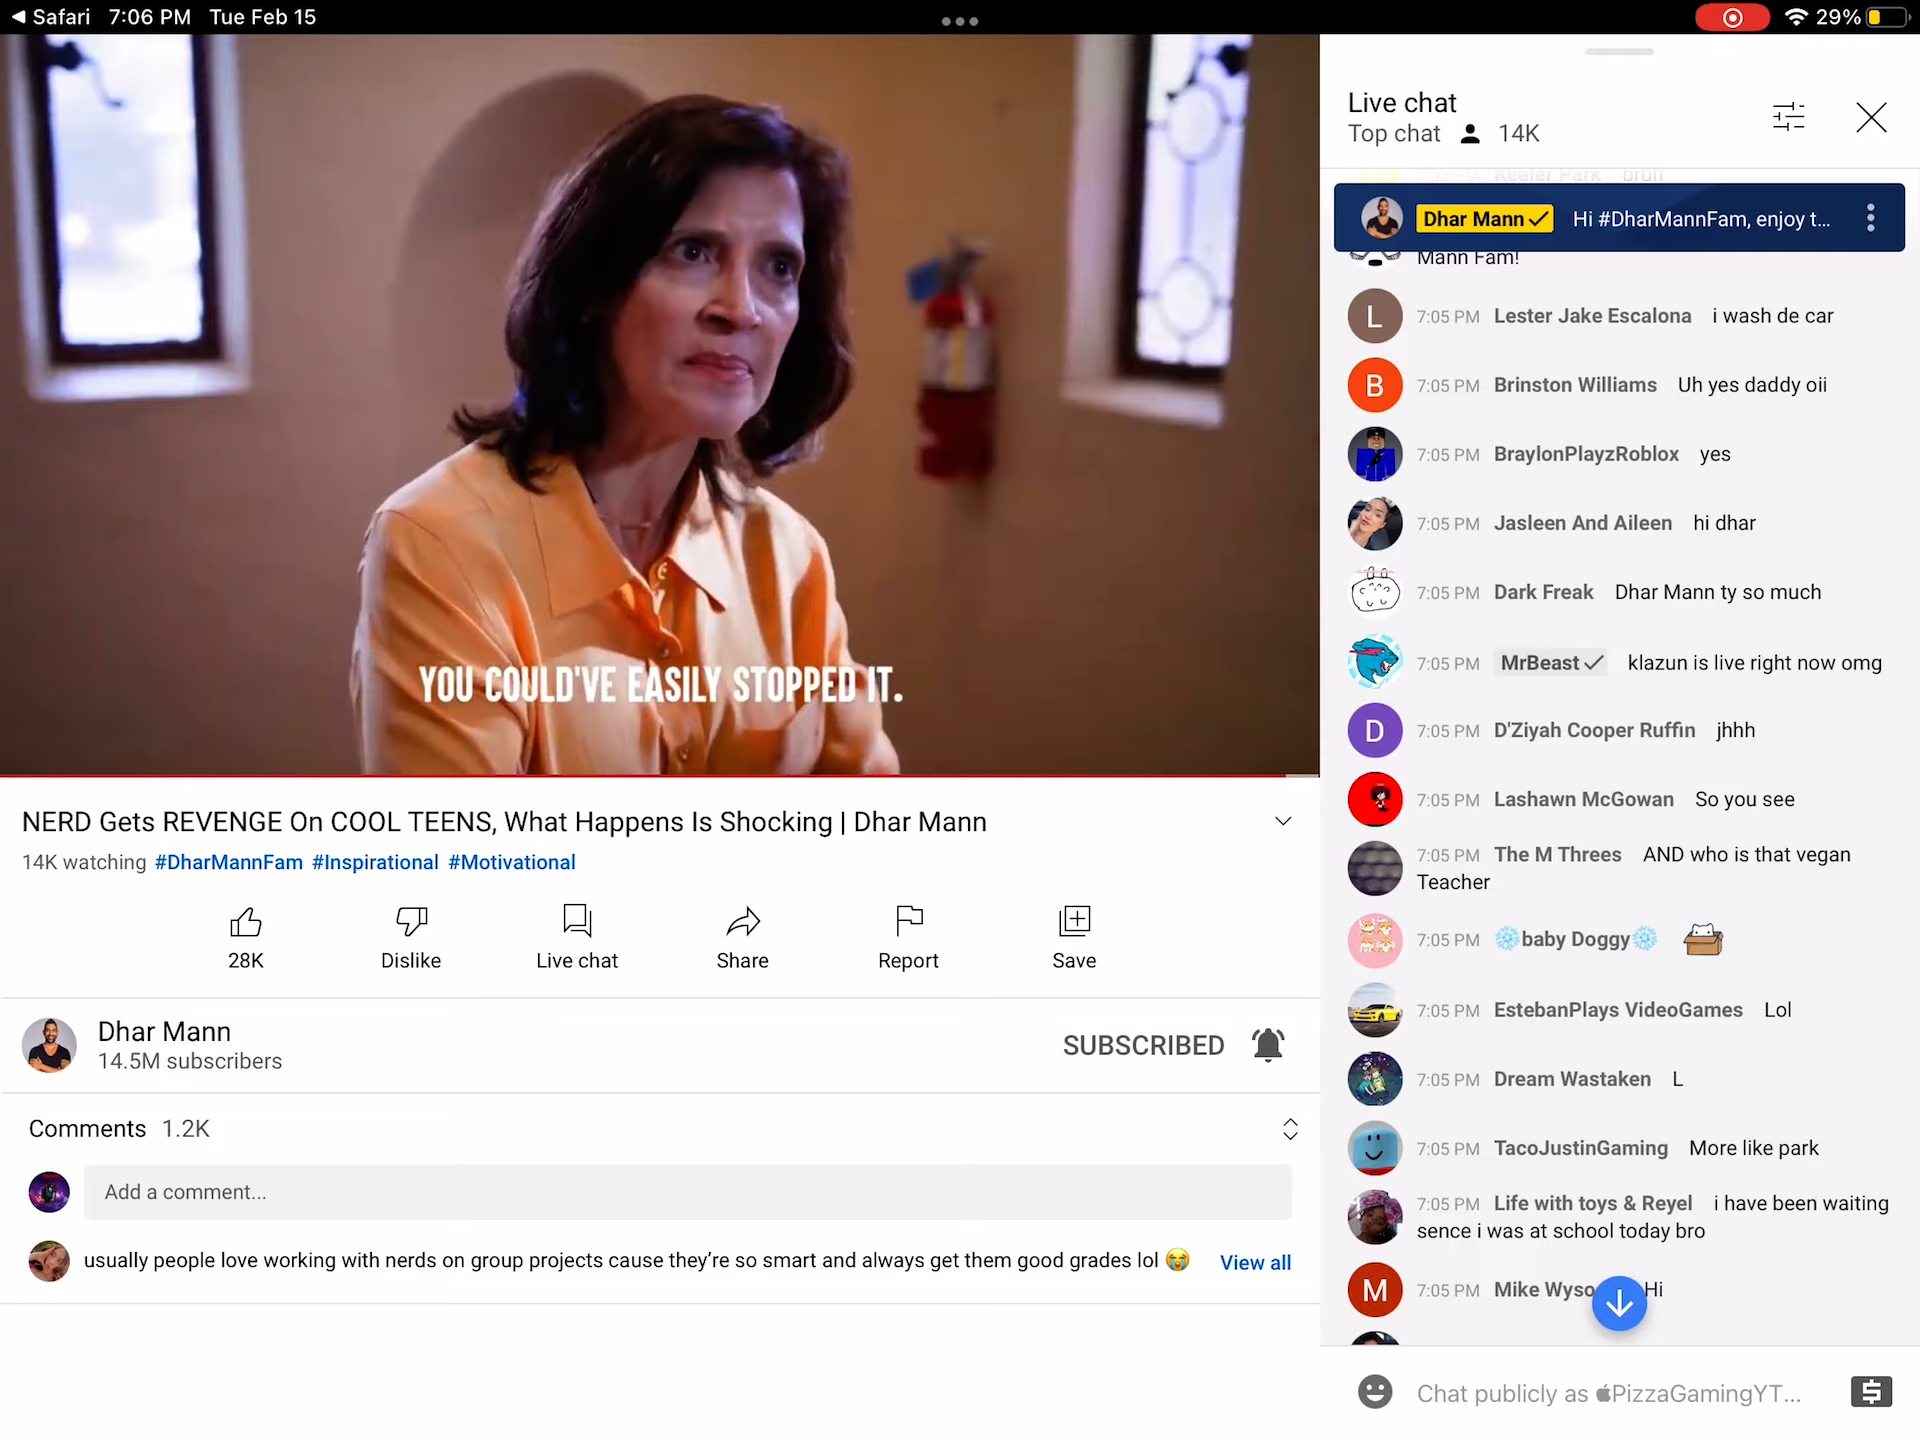 Safari 7:06 PM Tue Feb 15
29%
YOU COULD'VE EASILY STOPPED IT.
NERD Gets REVENGE On COOL TEENS, What Happens Is Shocking | Dhar Mann
14K watching #DharMannFam #Inspirational #Motivational
28K Dislike Live chat Share Report Save
Dhar Mann
14.5M subscribers
SUBSCRIBED
Comments 1.2K
Add a comment...
usually people love working with nerds on group projects cause they’re so smart and always get them good grades lol 😭 View all
Live chat
Top chat 14K
Keeler Park bruh
Dhar Mann Hi #DharMannFam, enjoy t...
Mann Fam!
L 7:05 PM Lester Jake Escalona i wash de car
B 7:05 PM Brinston Williams Uh yes daddy oii
7:05 PM BraylonPlayzRoblox yes
7:05 PM Jasleen And Aileen hi dhar
7:05 PM Dark Freak Dhar Mann ty so much
7:05 PM MrBeast klazun is live right now omg
D 7:05 PM D'Ziyah Cooper Ruffin jhhh
7:05 PM Lashawn McGowan So you see
7:05 PM The M Threes AND who is that vegan
Teacher
7:05 PM ❄️baby Doggy❄️
7:05 PM EstebanPlays VideoGames Lol
7:05 PM Dream Wastaken L
7:05 PM TacoJustinGaming More like park
7:05 PM Life with toys & Reyel i have been waiting
sence i was at school today bro
M 7:05 PM Mike Wyso Hi
Chat publicly as PizzaGamingYT...